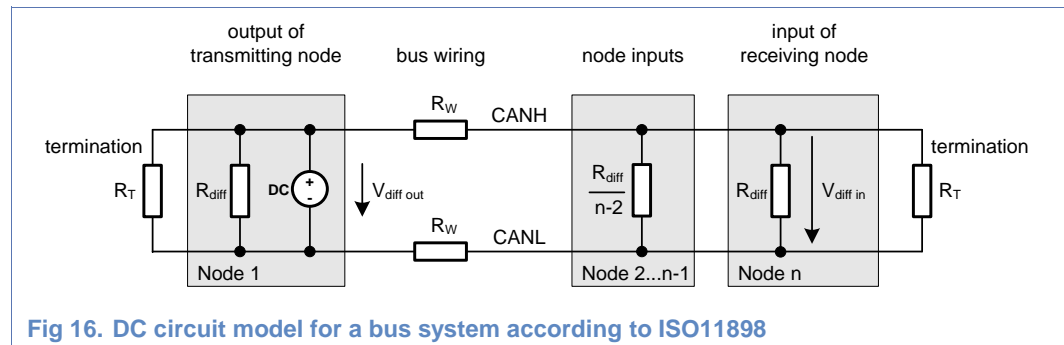 output of
transmitting node
bus wiring
node inputs
input of
receiving node
R_W
CANH
termination
termination
R_T
R_diff
DC
+
-
V_diff out
R_diff
n-2
R_diff
V_diff in
R_T
R_W
CANL
Node 1
Node 2...n-1
Node n
Fig 16. DC circuit model for a bus system according to ISO11898